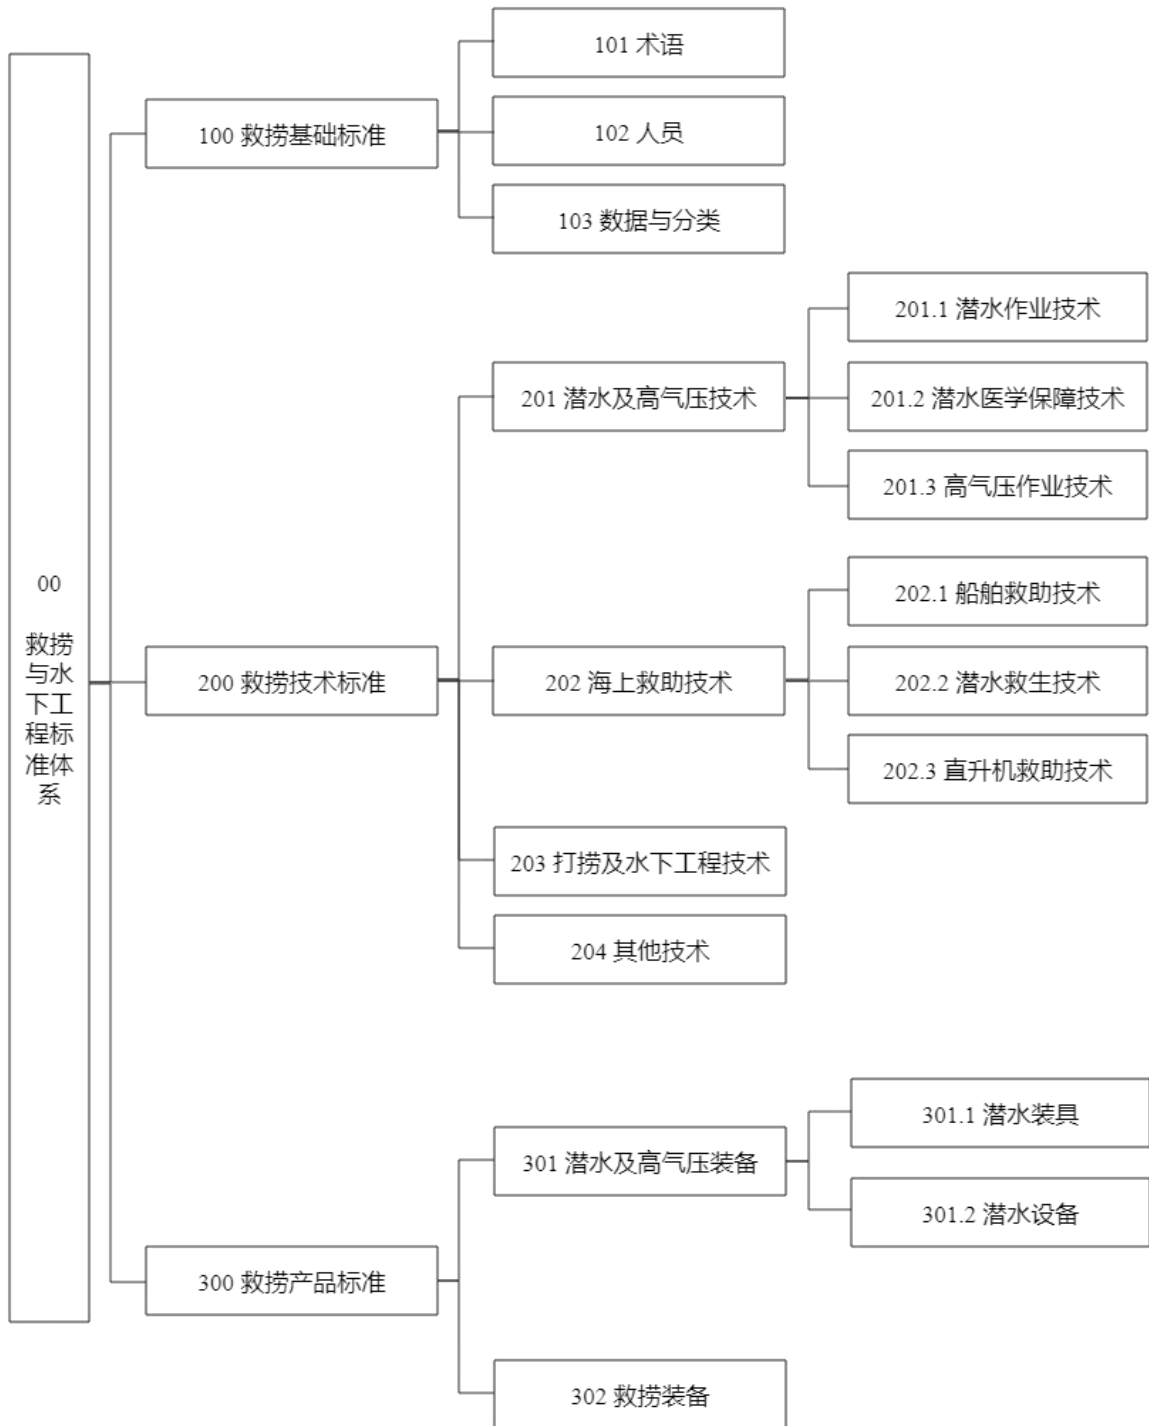 00
救捞
与水
下工
程标
准体
系
100 救捞基础标准
101 术语
102 人员
103 数据与分类
200 救捞技术标准
201 潜水及高气压技术
201.1 潜水作业技术
201.2 潜水医学保障技术
201.3 高气压作业技术
202 海上救助技术
202.1 船舶救助技术
202.2 潜水救生技术
202.3 直升机救助技术
203 打捞及水下工程技术
204 其他技术
300 救捞产品标准
301 潜水及高气压装备
301.1 潜水装具
301.2 潜水设备
302 救捞装备